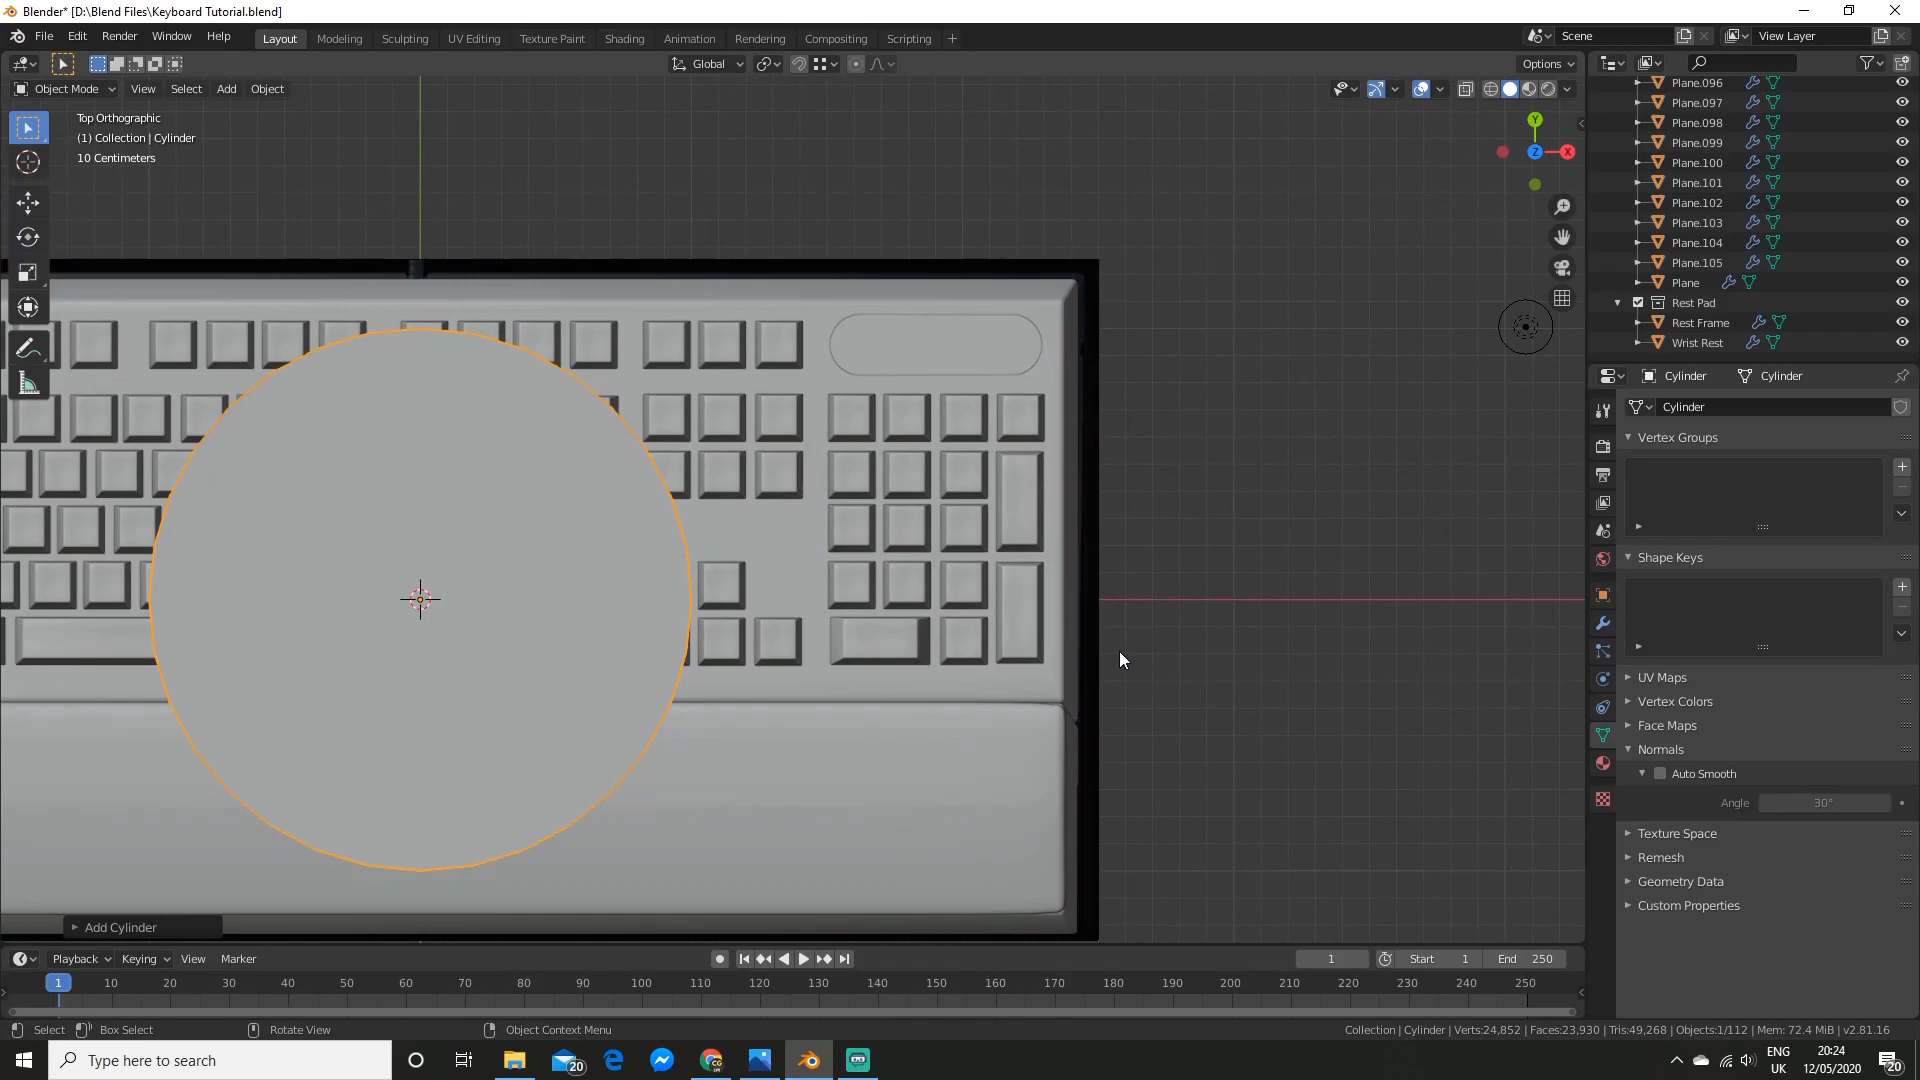 Blender* [D:\Blend Files\Keyboard Tutorial.blend]
File Edit Render Window Help Layout Modeling Sculpting UV Editing Texture Paint Shading Animation Rendering Compositing Scripting + Scene View Layer
Global Options
Object Mode View Select Add Object
Top Orthographic
(1) Collection | Cylinder
10 Centimeters
Y
Z X
Plane.096
Plane.097
Plane.098
Plane.099
Plane.100
Plane.101
Plane.102
Plane.103
Plane.104
Plane.105
Plane
Rest Pad
Rest Frame
Wrist Rest
Cylinder Cylinder
Cylinder
Vertex Groups
Shape Keys
UV Maps
Vertex Colors
Face Maps
Normals
Auto Smooth
Angle 30°
Texture Space
Remesh
Geometry Data
Custom Properties
Add Cylinder
Playback Keying View Marker 1 Start 1 End 250
1 10 20 30 40 50 60 70 80 90 100 110 120 130 140 150 160 170 180 190 200 210 220 230 240 250
Select Box Select Rotate View Object Context Menu Collection | Cylinder | Verts:24,852 | Faces:23,930 | Tris:49,268 | Objects:1/112 | Mem: 72.4 MiB | v2.81.16
Type here to search 20 ENG UK 20:24 12/05/2020 20